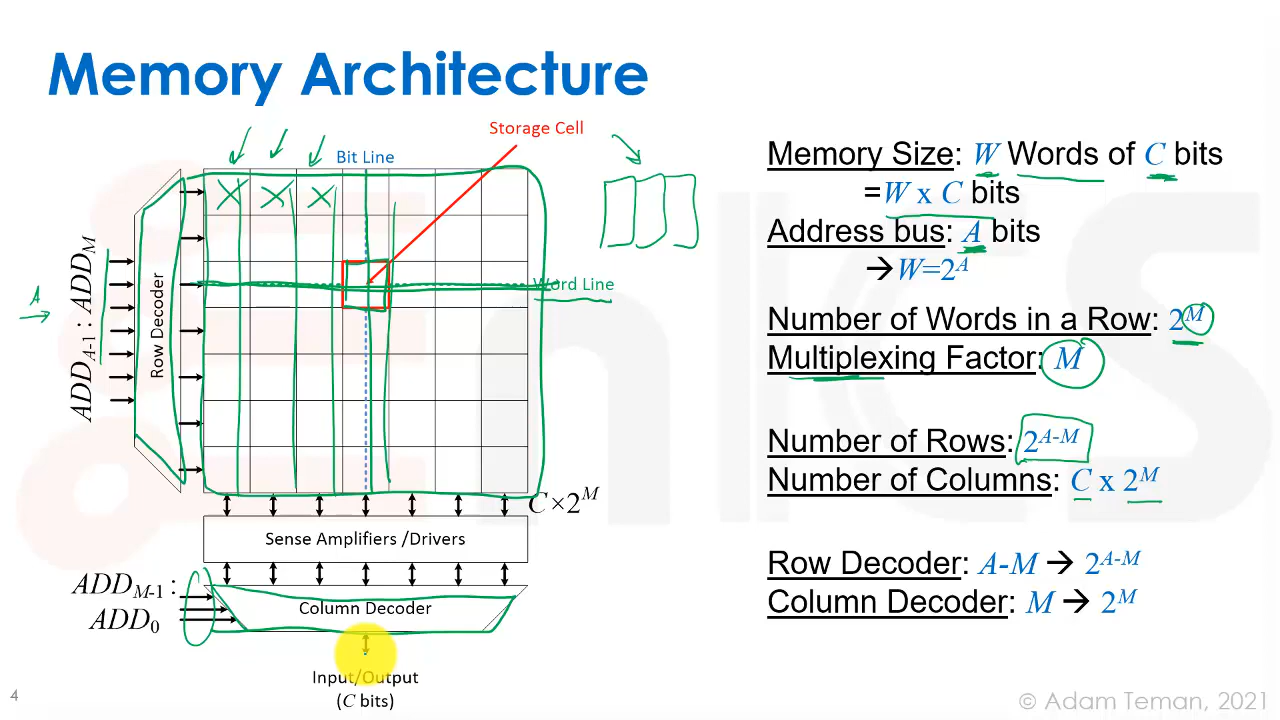 Memory Architecture
Storage Cell
Bit Line
Word Line
A
ADD_{A-1} : ADD_M
Row Decoder
C×2^M
Sense Amplifiers /Drivers
ADD_{M-1} :
ADD_0
Column Decoder
Input/Output
(C bits)
Memory Size: W Words of C bits
=W x C bits
Address bus: A bits
→W=2^A
Number of Words in a Row: 2^M
Multiplexing Factor: M
Number of Rows: 2^{A-M}
Number of Columns: C x 2^M
Row Decoder: A-M → 2^{A-M}
Column Decoder: M → 2^M
4
© Adam Teman, 2021